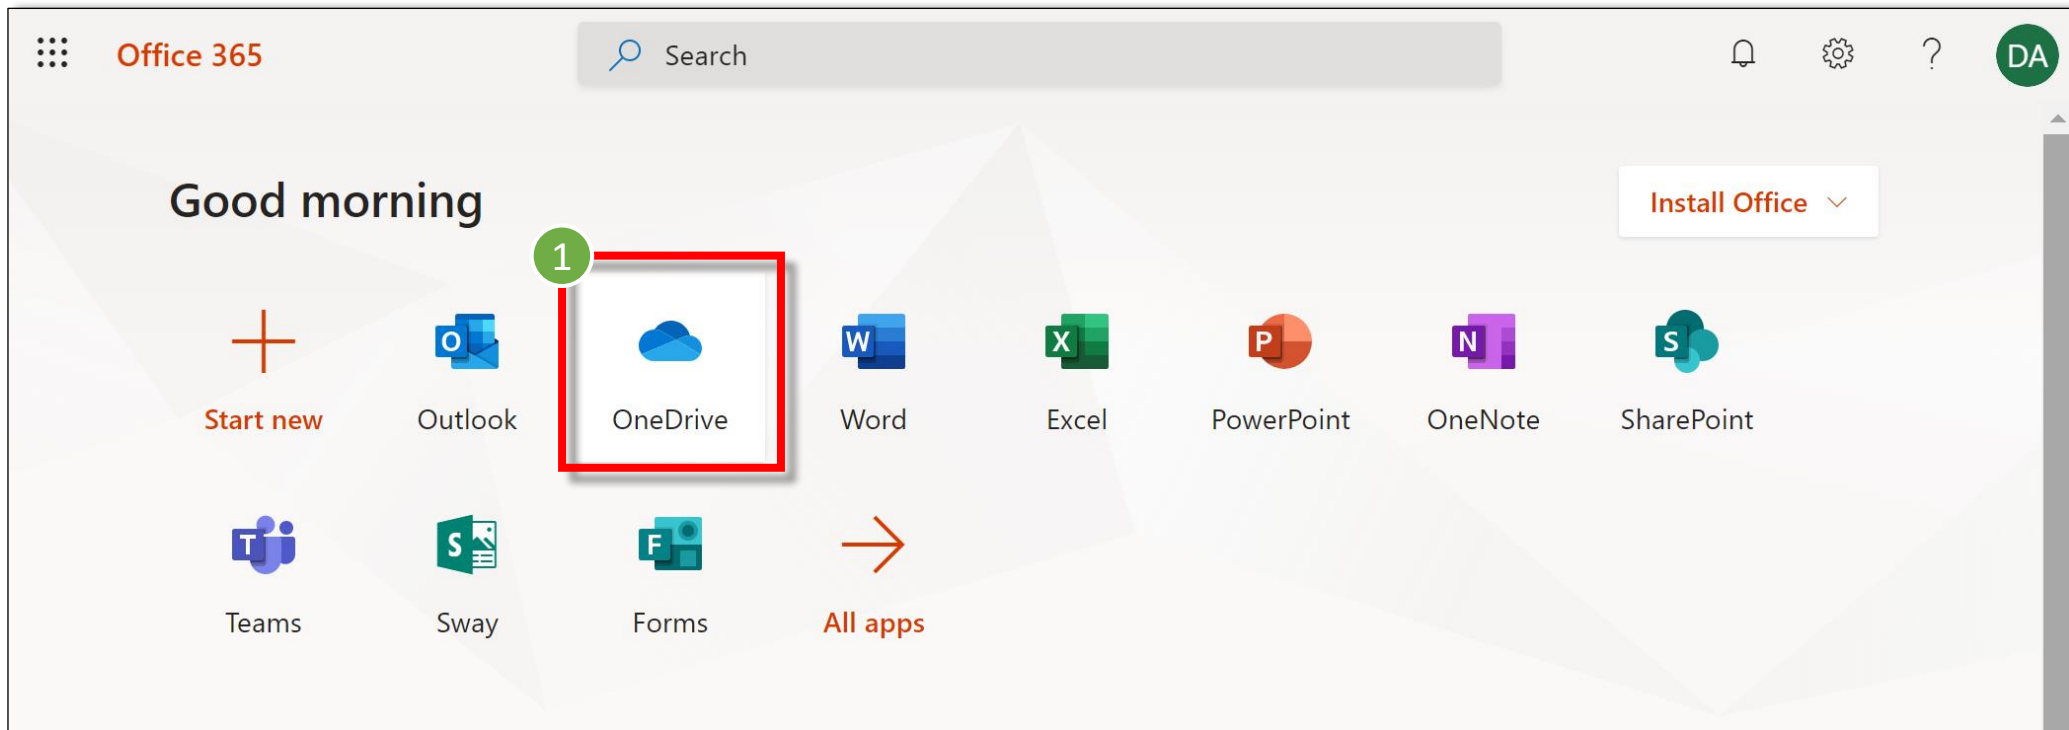 Office 365
Search
?
DA
Good morning
Install Office
1
O
W
X
P
N
S
Start new
Outlook
OneDrive
Word
Excel
PowerPoint
OneNote
SharePoint
T
S
F
Teams
Sway
Forms
All apps